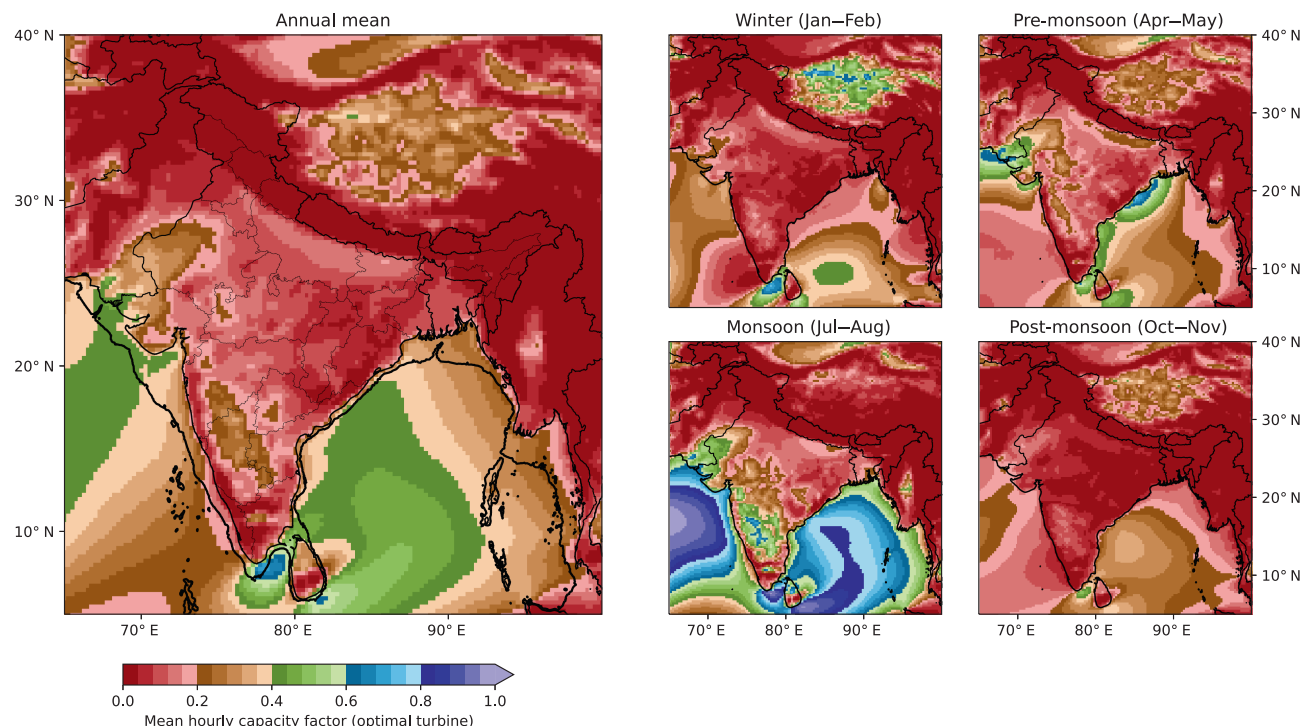 Annual mean
Winter (Jan–Feb)
Pre-monsoon (Apr–May)
40° N
30° N
20° N
10° N
70° E
80° E
90° E
40° N
30° N
20° N
10° N
Monsoon (Jul–Aug)
Post-monsoon (Oct–Nov)
40° N
30° N
20° N
10° N
70° E
80° E
90° E
70° E
80° E
90° E
0.0
0.2
0.4
0.6
0.8
1.0
Mean hourly capacity factor (optimal turbine)